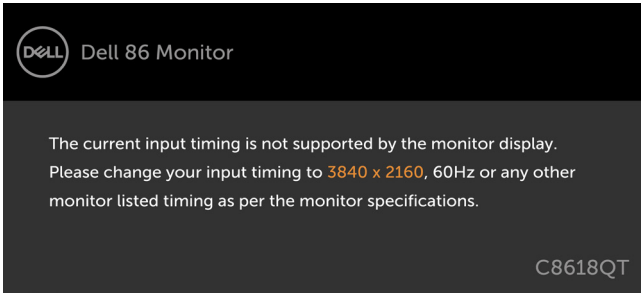 DELL
Dell 86 Monitor
The current input timing is not supported by the monitor display.
Please change your input timing to 3840 x 2160, 60Hz or any other
monitor listed timing as per the monitor specifications.
C8618QT